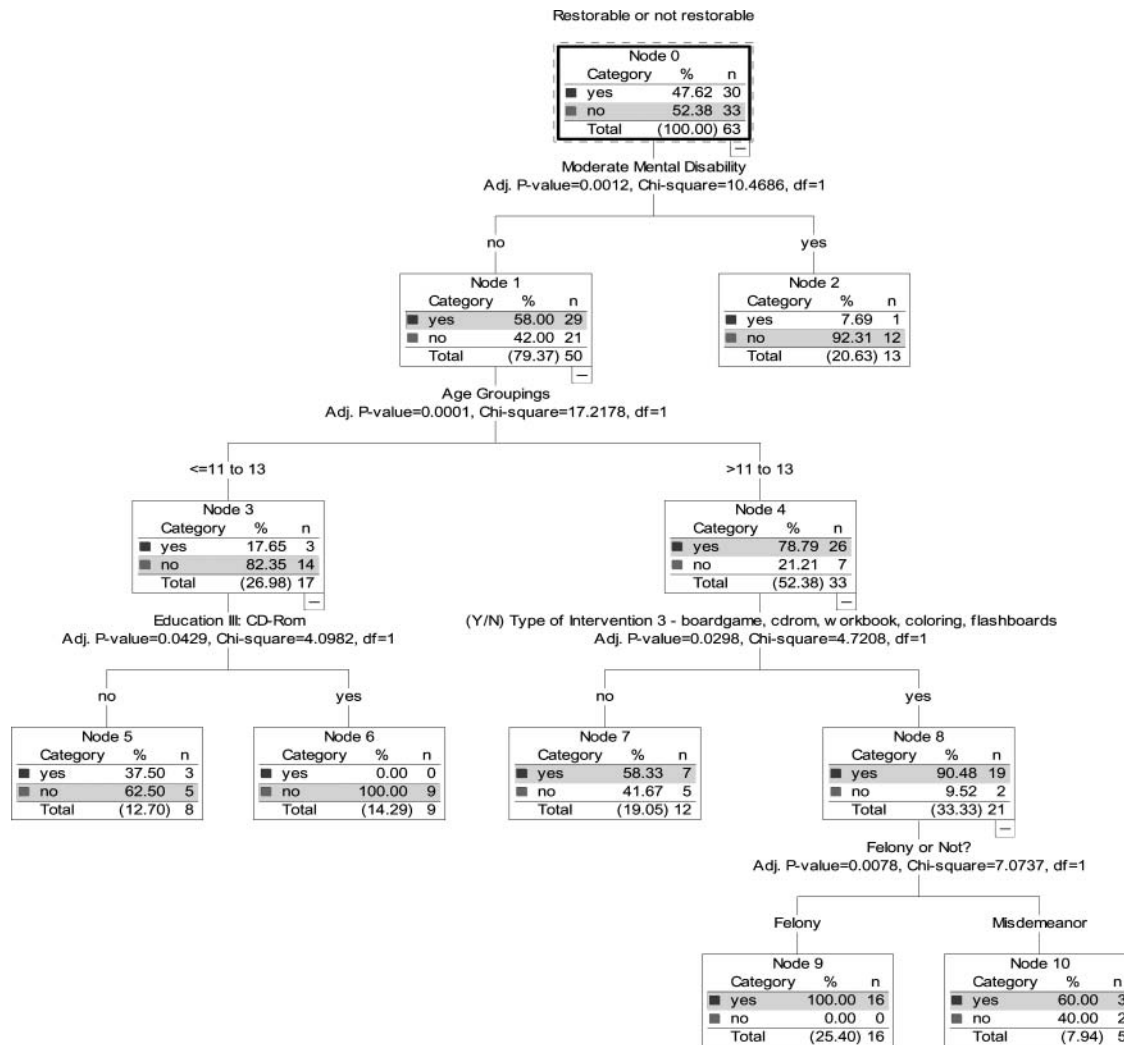 Restorable or not restorable
Node 0
Category % n
yes 47.62 30
no 52.38 33
Total (100.00) 63
Moderate Mental Disability
Adj. P-value=0.0012, Chi-square=10.4686, df=1
no
yes
Node 1
Category % n
yes 58.00 29
no 42.00 21
Total (79.37) 50
Node 2
Category % n
yes 7.69 1
no 92.31 12
Total (20.63) 13
Age Groupings
Adj. P-value=0.0001, Chi-square=17.2178, df=1
<=11 to 13
>11 to 13
Node 3
Category % n
yes 17.65 3
no 82.35 14
Total (26.98) 17
Node 4
Category % n
yes 78.79 26
no 21.21 7
Total (52.38) 33
Education III: CD-Rom
Adj. P-value=0.0429, Chi-square=4.0982, df=1
(Y/N) Type of Intervention 3 - boardgame, cdrom, workbook, coloring, flashboards
Adj. P-value=0.0298, Chi-square=4.7208, df=1
no
yes
no
yes
Node 5
Category % n
yes 37.50 3
no 62.50 5
Total (12.70) 8
Node 6
Category % n
yes 0.00 0
no 100.00 9
Total (14.29) 9
Node 7
Category % n
yes 58.33 7
no 41.67 5
Total (19.05) 12
Node 8
Category % n
yes 90.48 19
no 9.52 2
Total (33.33) 21
Felony or Not?
Adj. P-value=0.0078, Chi-square=7.0737, df=1
Felony
Misdemeanor
Node 9
Category % n
yes 100.00 16
no 0.00 0
Total (25.40) 16
Node 10
Category % n
yes 60.00 3
no 40.00 2
Total (7.94) 5